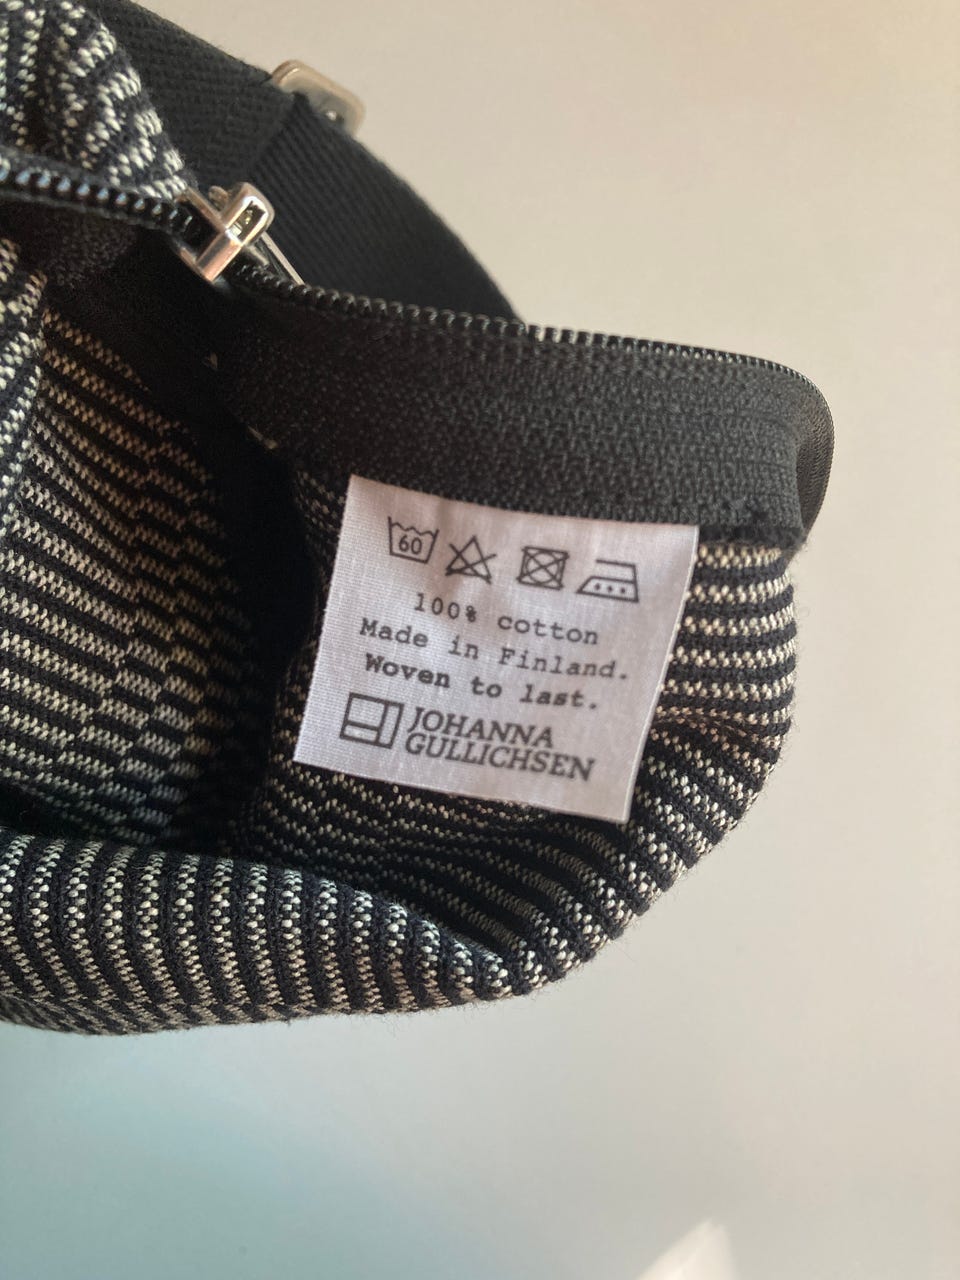 60
100% cotton
Made in Finland.
Woven to last.
JOHANNA
GULLICHSEN